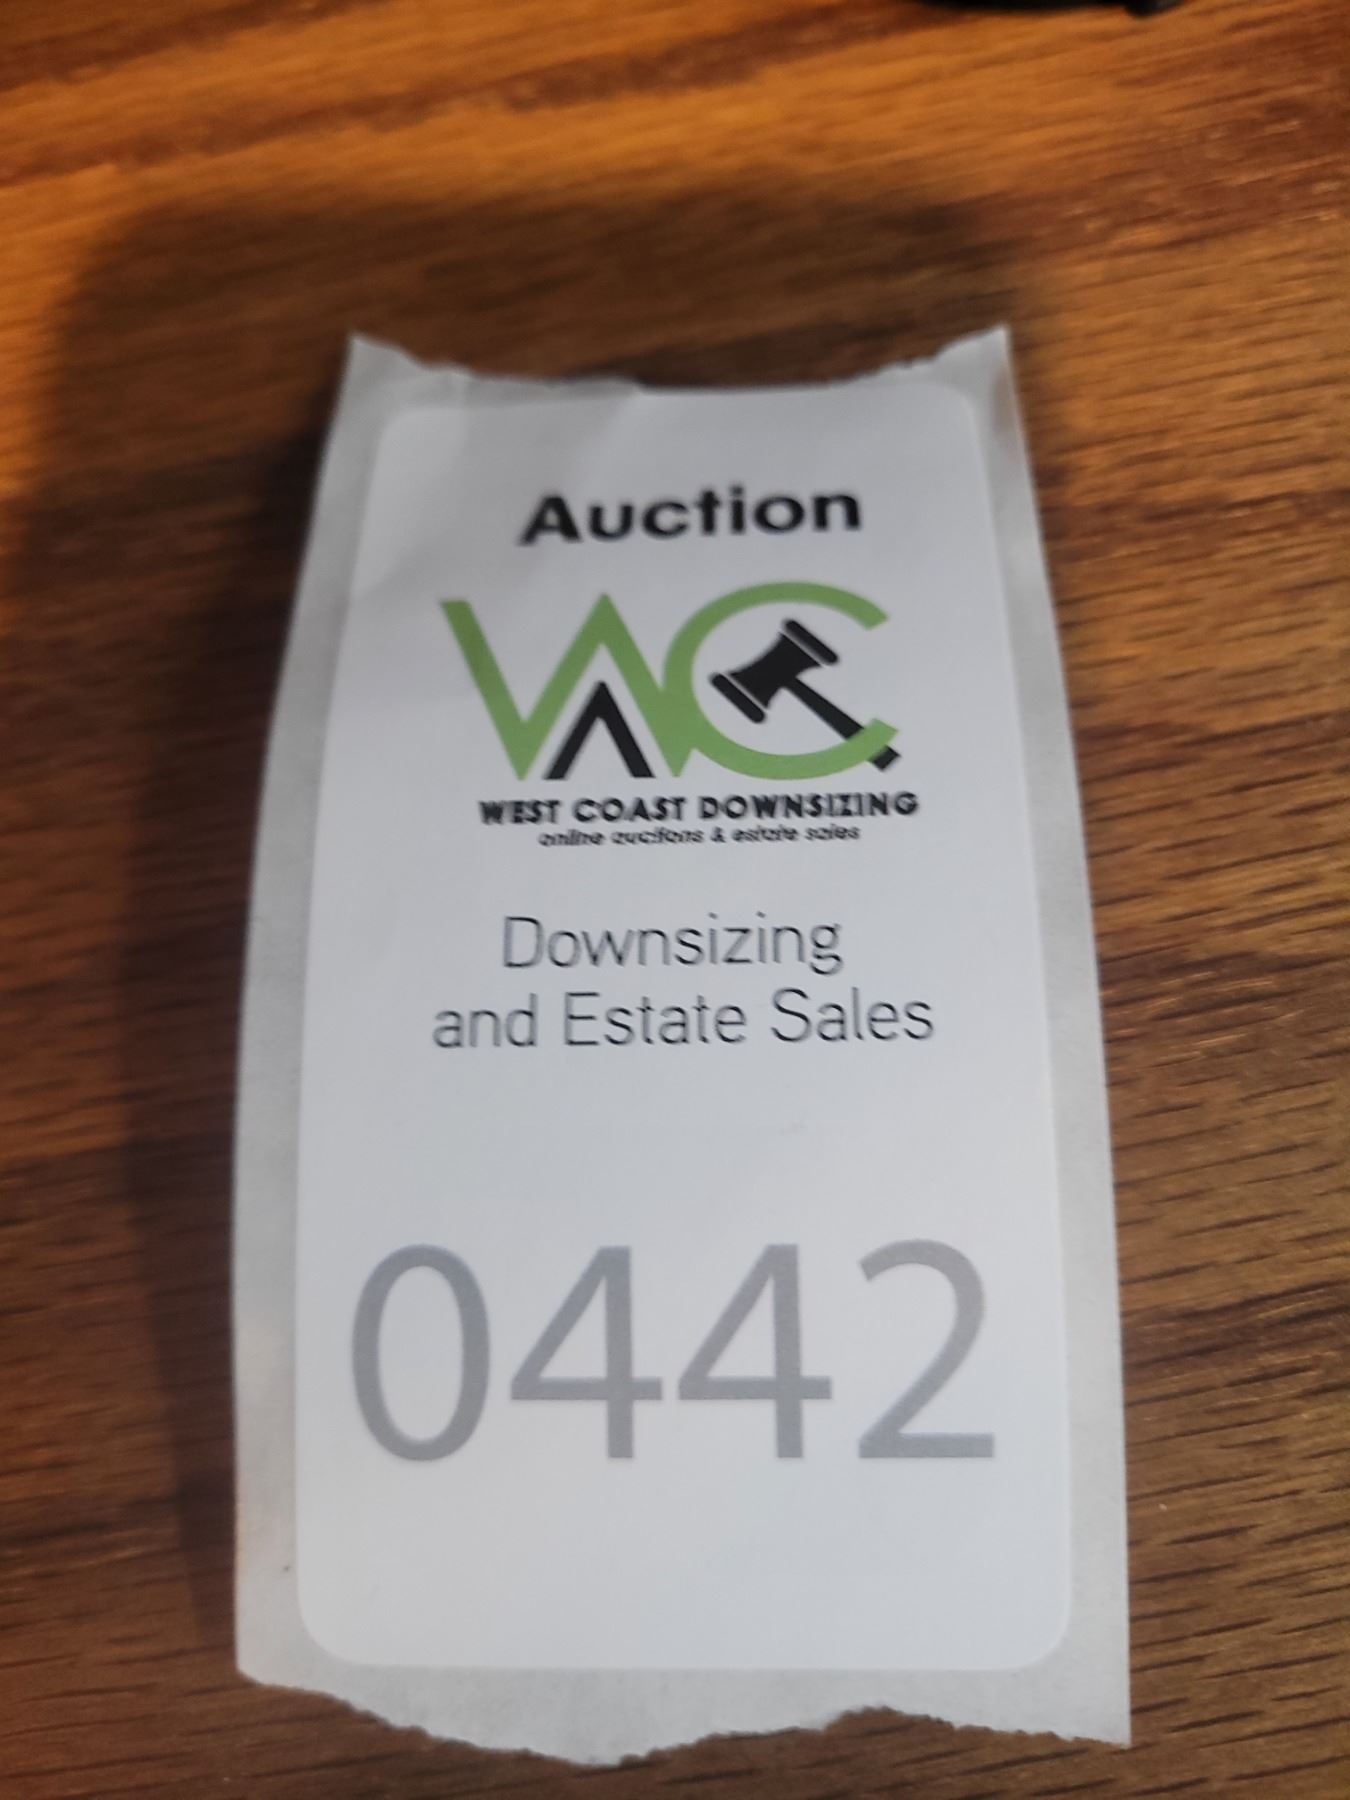 Auction
WC
WEST COAST DOWNSIZING
online auctions & estate sales
Downsizing
and Estate Sales
0442